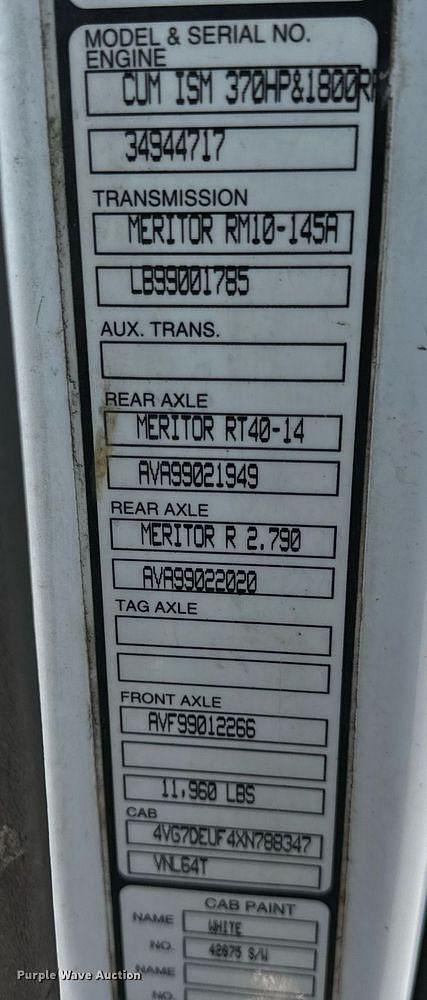 MODEL & SERIAL NO.
ENGINE
CUM ISM 370HP&1800RP
34944717
TRANSMISSION
MERITOR RM10-145A
LB99001785
AUX. TRANS.
REAR AXLE
MERITOR RT40-14
AVA99021949
REAR AXLE
MERITOR R 2.790
AVA99022020
TAG AXLE
FRONT AXLE
AVF99012266
11,960 LBS
CAB
4VG7DEUF4XN788347
VNL64T
CAB PAINT
NAME WHITE
NO. 42675 S/W
NAME
NO.
Purple Wave Auction